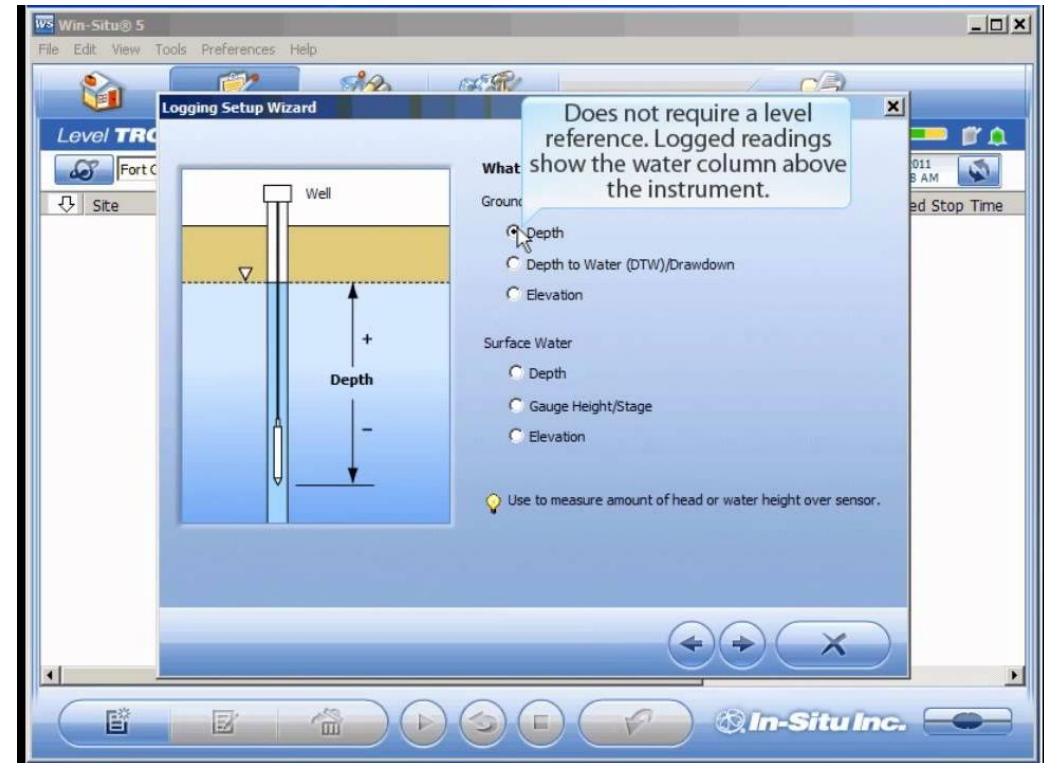 Win-Situ® 5
File Edit View Tools Preferences Help
Logging Setup Wizard
Does not require a level
reference. Logged readings
show the water column above
the instrument.
Level
What
2011
AM
Site
Well
Depth
Depth to Water (DTW)/Drawdown
Elevation
Stop Time
+
Depth
−
Surface Water
Depth
Gauge Height/Stage
Elevation
Use to measure amount of head or water height over sensor.
In-Situ Inc.